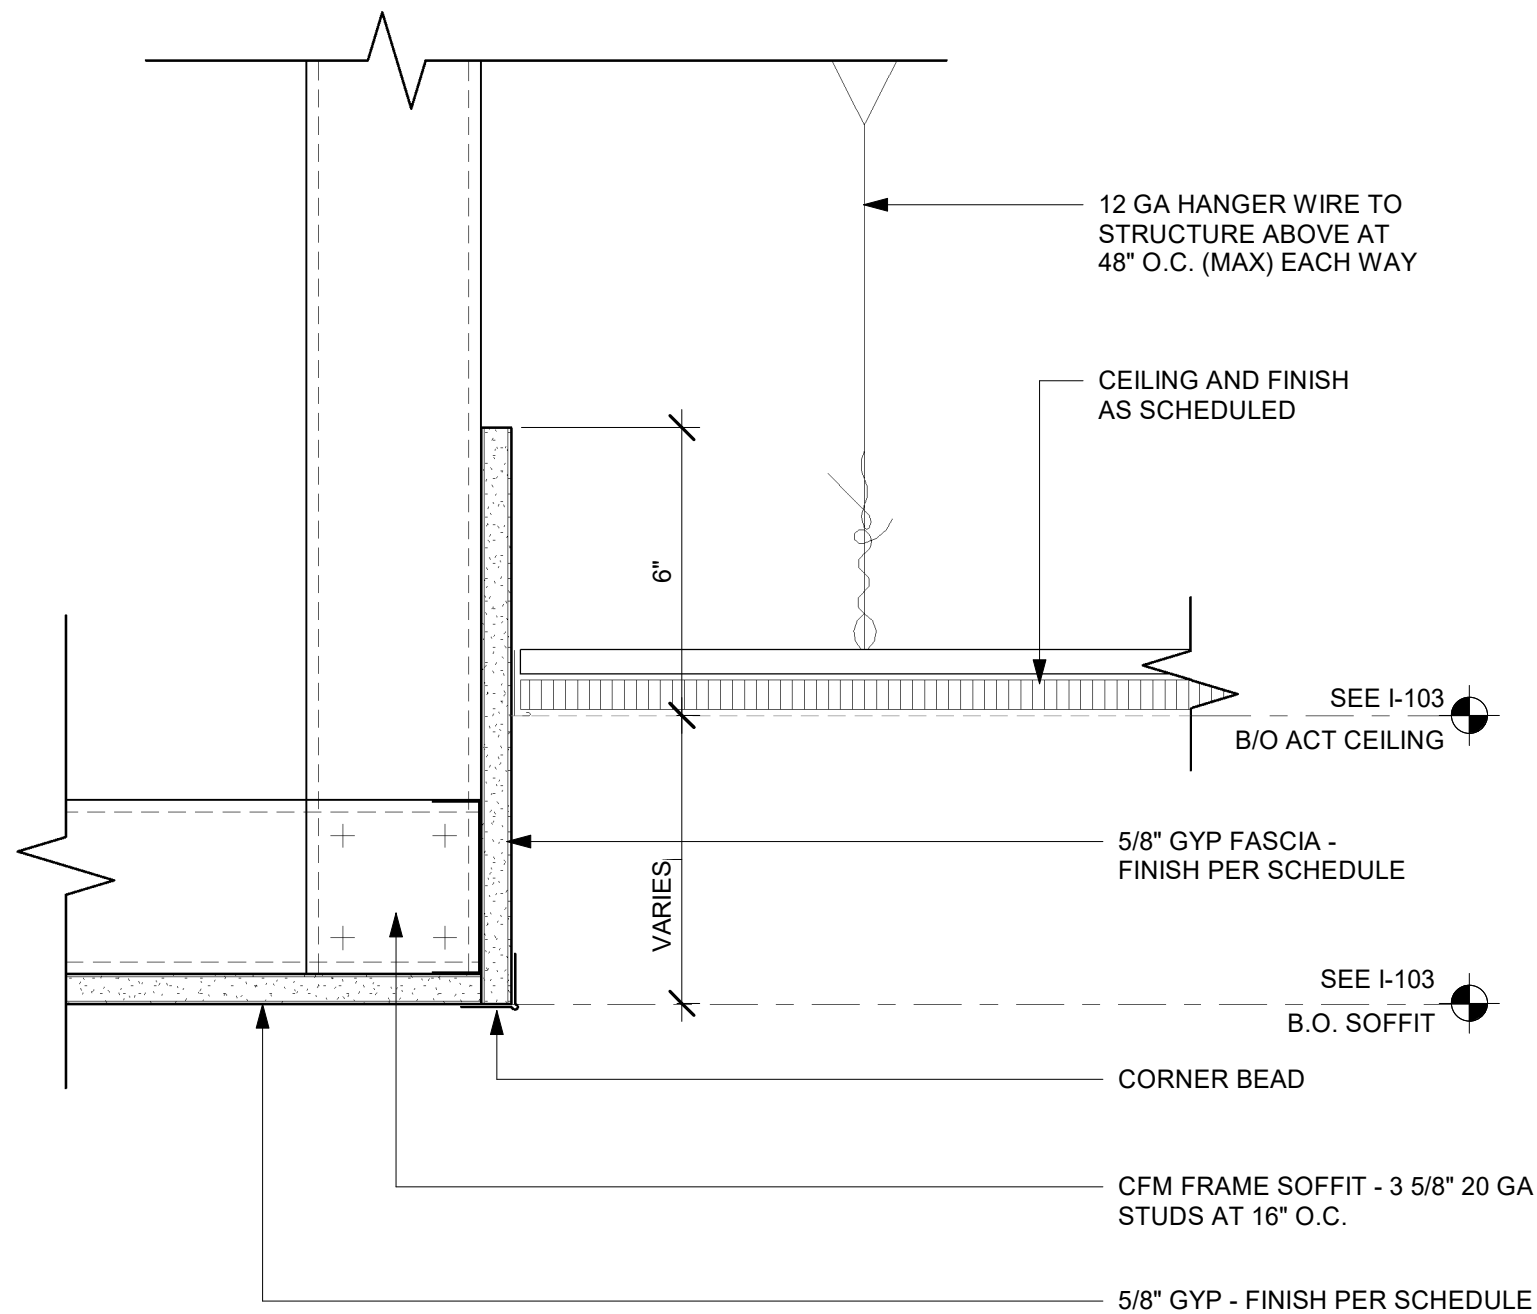 12 GA HANGER WIRE TO
STRUCTURE ABOVE AT
48" O.C. (MAX) EACH WAY
CEILING AND FINISH
AS SCHEDULED
6"
SEE I-103
B/O ACT CEILING
5/8" GYP FASCIA -
FINISH PER SCHEDULE
VARIES
SEE I-103
B.O. SOFFIT
CORNER BEAD
CFM FRAME SOFFIT - 3 5/8" 20 GA
STUDS AT 16" O.C.
5/8" GYP - FINISH PER SCHEDULE